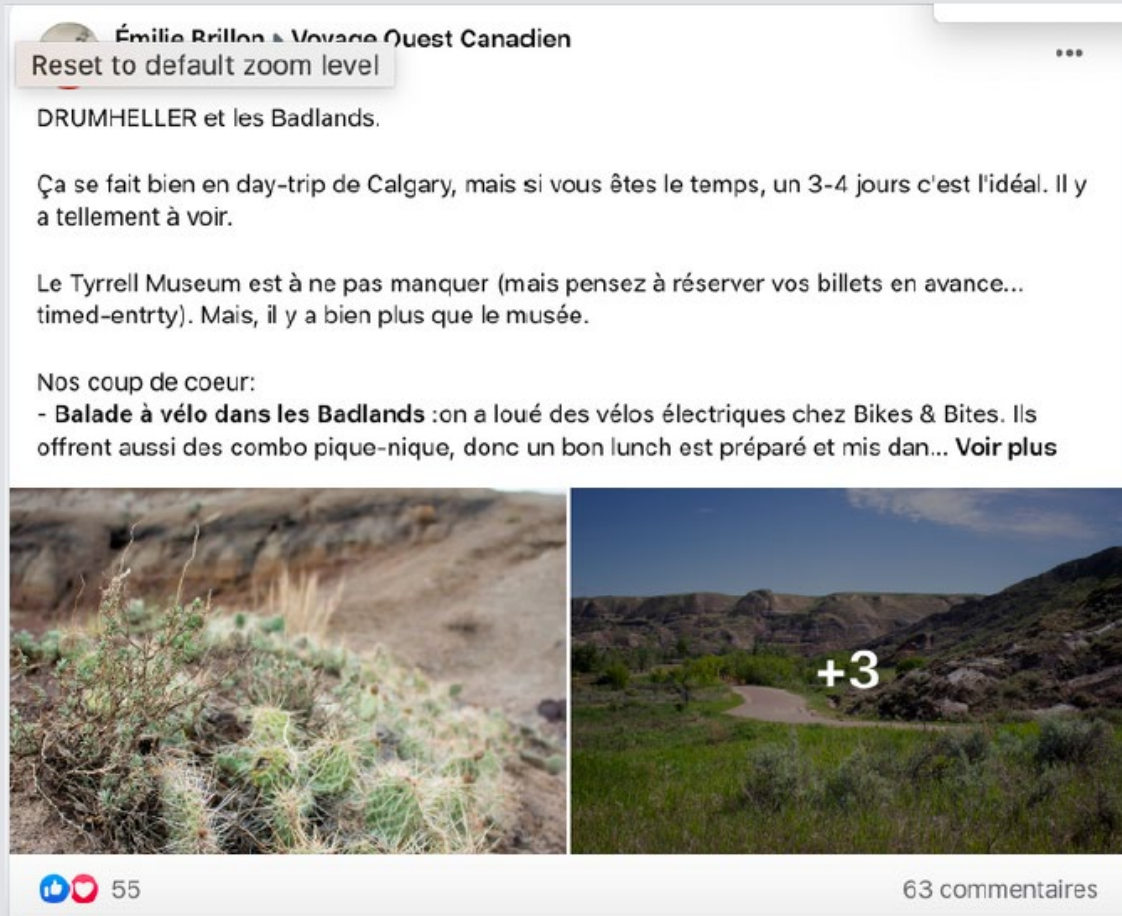 Émilie Brillon ▸ Voyage Ouest Canadien
Reset to default zoom level
DRUMHELLER et les Badlands.
Ça se fait bien en day-trip de Calgary, mais si vous êtes le temps, un 3-4 jours c'est l'idéal. Il y
a tellement à voir.
Le Tyrrell Museum est à ne pas manquer (mais pensez à réserver vos billets en avance...
timed-entrty). Mais, il y a bien plus que le musée.
Nos coup de coeur:
- Balade à vélo dans les Badlands :on a loué des vélos électriques chez Bikes & Bites. Ils
offrent aussi des combo pique-nique, donc un bon lunch est préparé et mis dan... Voir plus
+3
55
63 commentaires